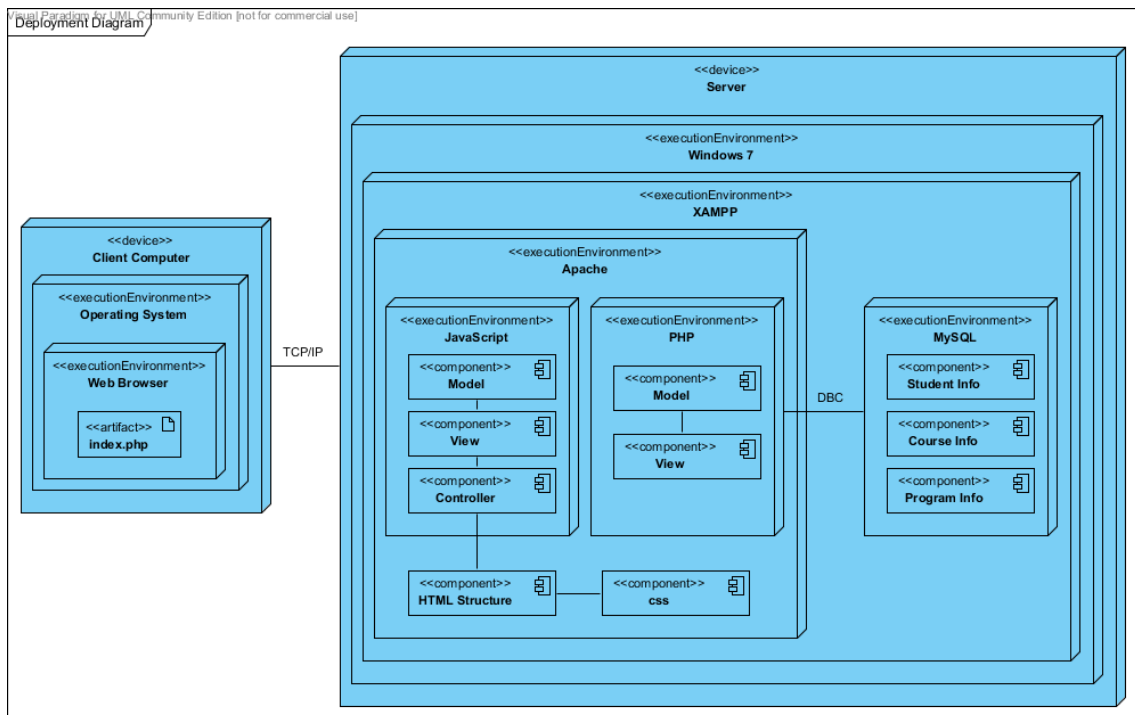 Visual Paradigm for UML Community Edition [not for commercial use]
Deployment Diagram
<<device>>
Server
<<executionEnvironment>>
Windows 7
<<executionEnvironment>>
XAMPP
<<executionEnvironment>>
Apache
<<device>>
Client Computer
<<executionEnvironment>>
Operating System
<<executionEnvironment>>
Web Browser
<<artifact>>
index.php
TCP/IP
<<executionEnvironment>>
JavaScript
<<component>>
Model
<<component>>
View
<<component>>
Controller
<<executionEnvironment>>
PHP
<<component>>
Model
<<component>>
View
DBC
<<executionEnvironment>>
MySQL
<<component>>
Student Info
<<component>>
Course Info
<<component>>
Program Info
<<component>>
HTML Structure
<<component>>
css